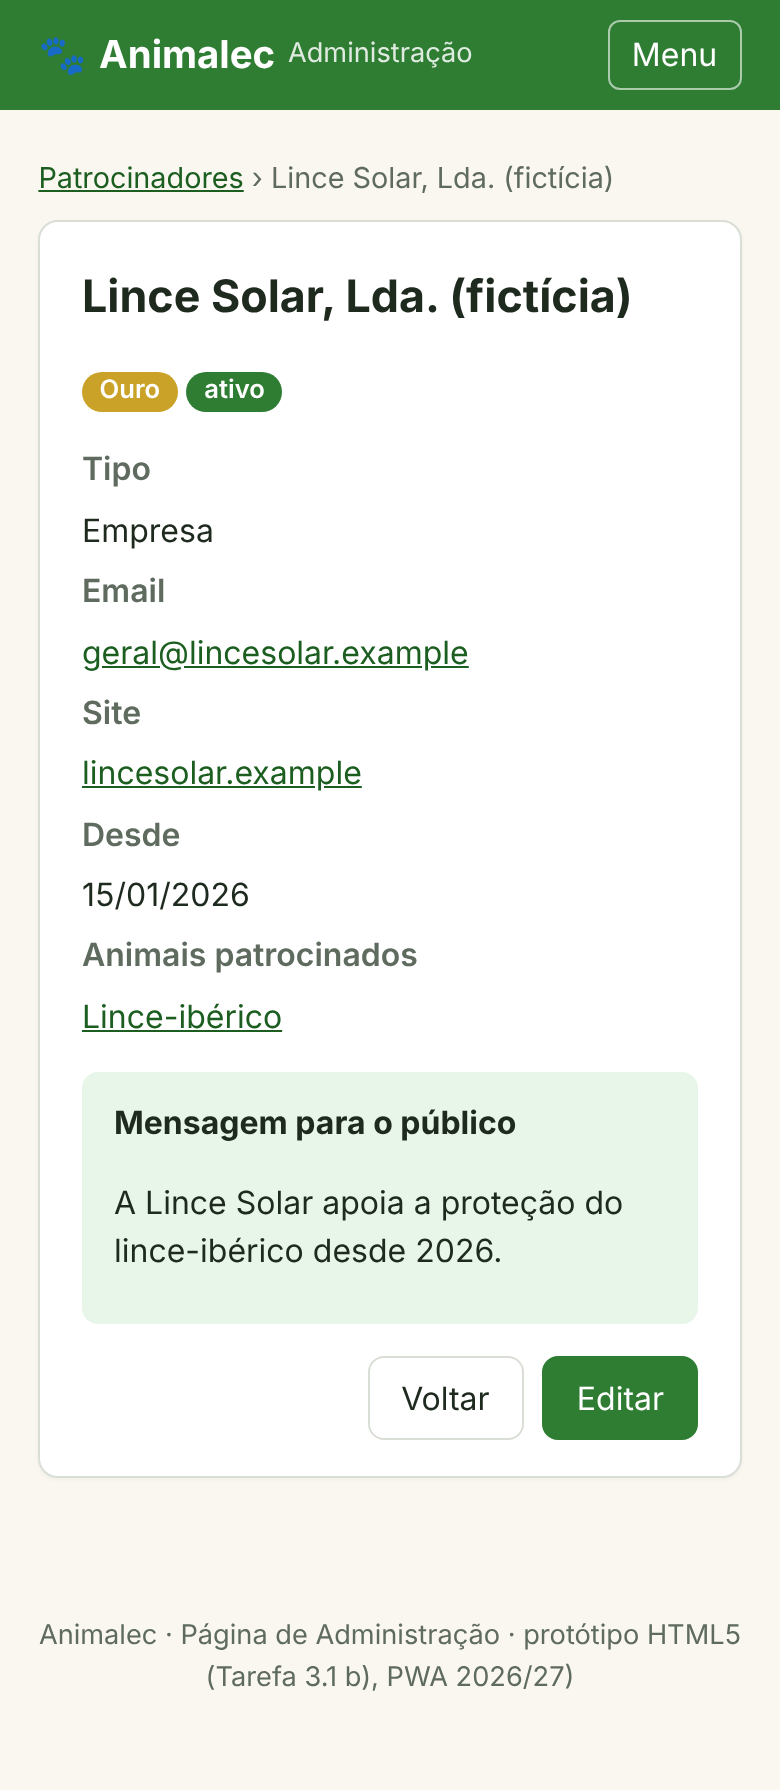 Animalec Administração
Menu
Patrocinadores › Lince Solar, Lda. (fictícia)
Lince Solar, Lda. (fictícia)
Ouro ativo
Tipo
Empresa
Email
geral@lincesolar.example
Site
lincesolar.example
Desde
15/01/2026
Animais patrocinados
Lince-ibérico
Mensagem para o público
A Lince Solar apoia a proteção do
lince-ibérico desde 2026.
Voltar
Editar
Animalec · Página de Administração · protótipo HTML5
(Tarefa 3.1 b), PWA 2026/27)